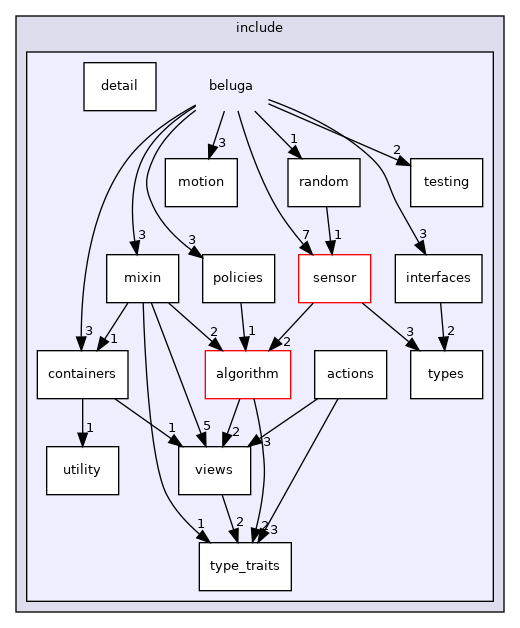 include
detail
beluga
3
1
2
motion
random
testing
3
3
7
1
3
mixin
policies
sensor
interfaces
3
1
2
1
2
3
2
containers
algorithm
actions
types
1
1
5
2
3
utility
views
1
2
2
3
type_traits